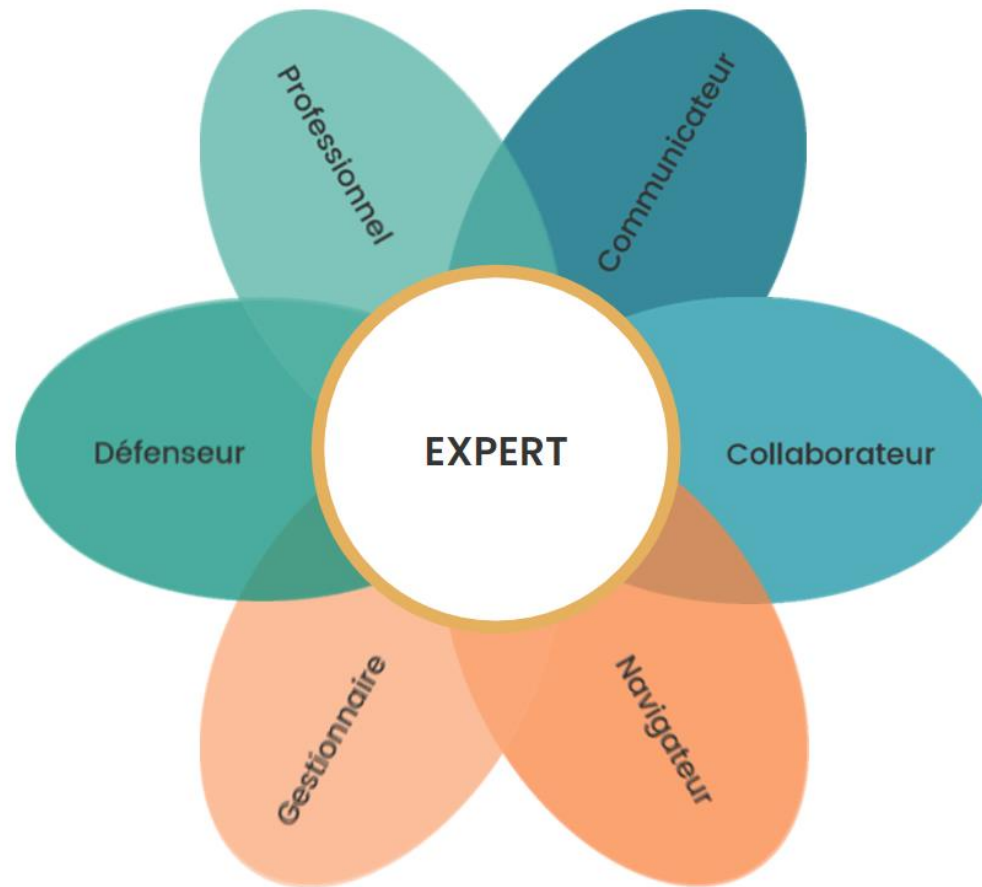 Professionnel
Communicateur
Défenseur
EXPERT
Collaborateur
Gestionnaire
Navigateur